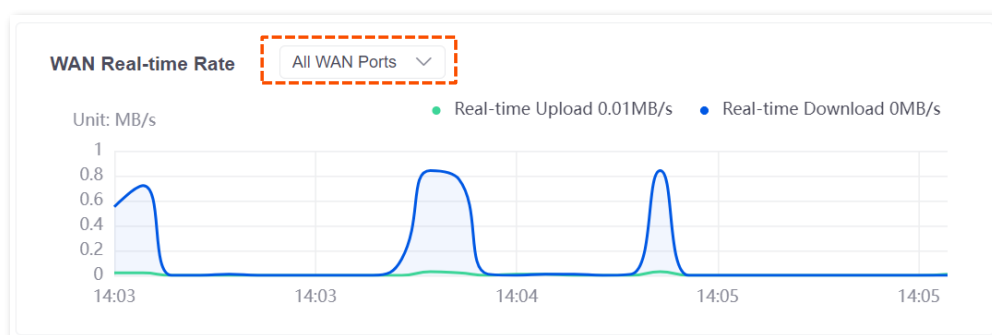 WAN Real-time Rate All WAN Ports
Real-time Upload 0.01MB/s Real-time Download 0MB/s
Unit: MB/s
1
0.8
0.6
0.4
0.2
0
14:03 14:03 14:04 14:05 14:05